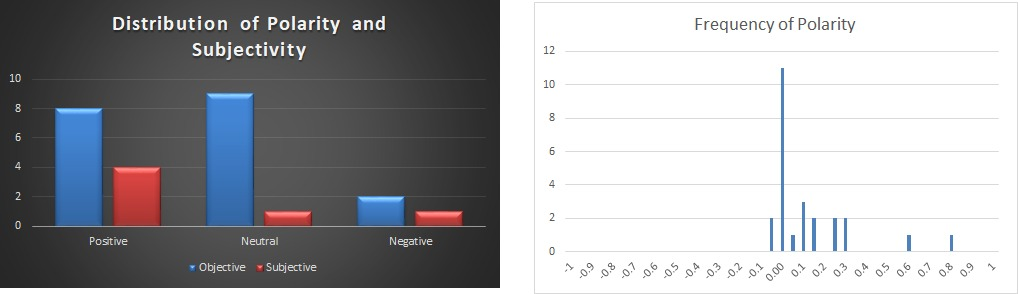 Distribution of Polarity and
Subjectivity
10
8
6
4
2
0
Positive Neutral Negative
Objective Subjective
Frequency of Polarity
12
10
8
6
4
2
0
-1 -0.9 -0.8 -0.7 -0.6 -0.5 -0.4 -0.3 -0.2 -0.1 0.00 0.1 0.2 0.3 0.4 0.5 0.6 0.7 0.8 0.9 1